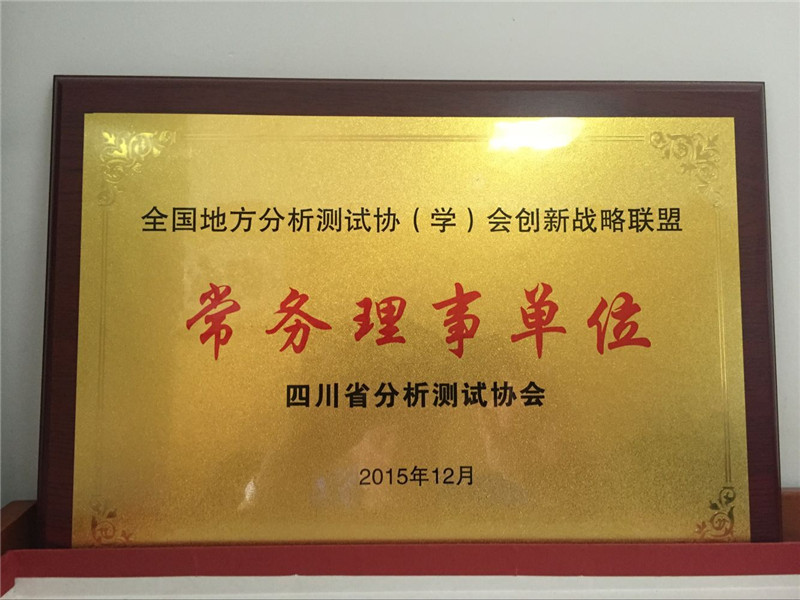 全国地方分析测试协（学）会创新战略联盟
常务理事单位
四川省分析测试协会
2015年12月